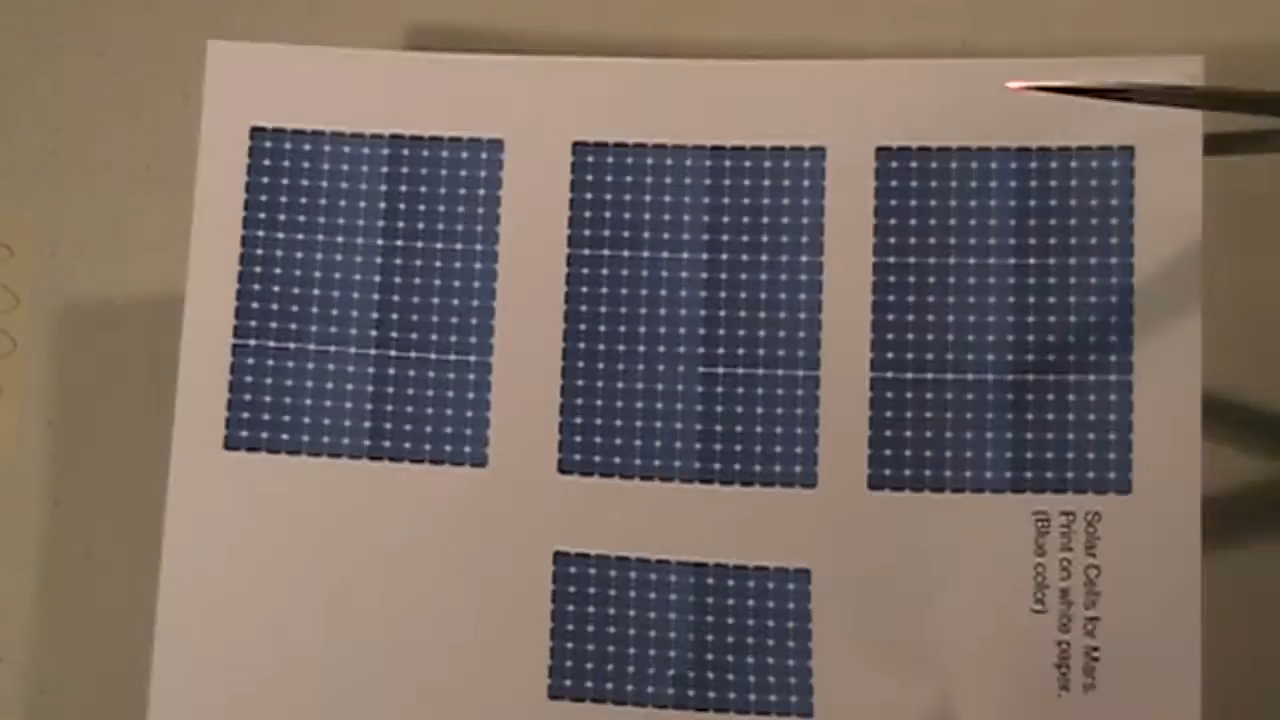 Solar Cells for Mars.
Print on white paper.
(Blue color)